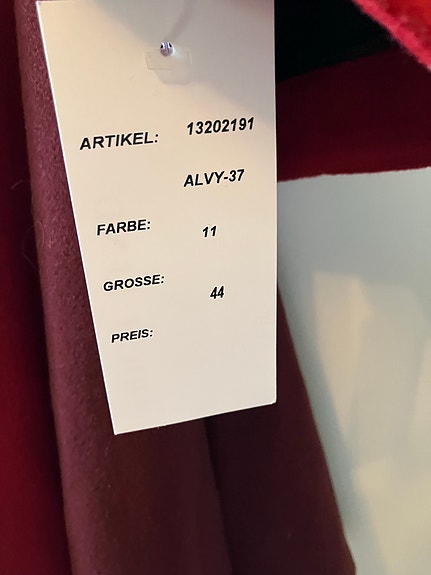 ARTIKEL: 13202191
ALVY-37
FARBE: 11
GROSSE: 44
PREIS: